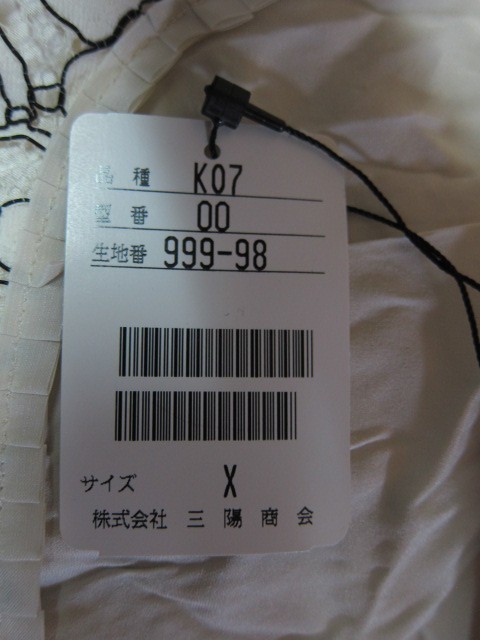 品種 K07
型番 00
生地番 999-98
サイズ X
株式会社 三陽商会